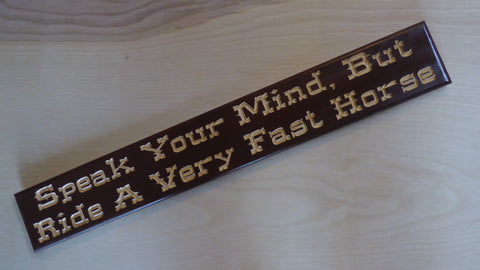 Speak Your Mind, But
Ride A Very Fast Horse